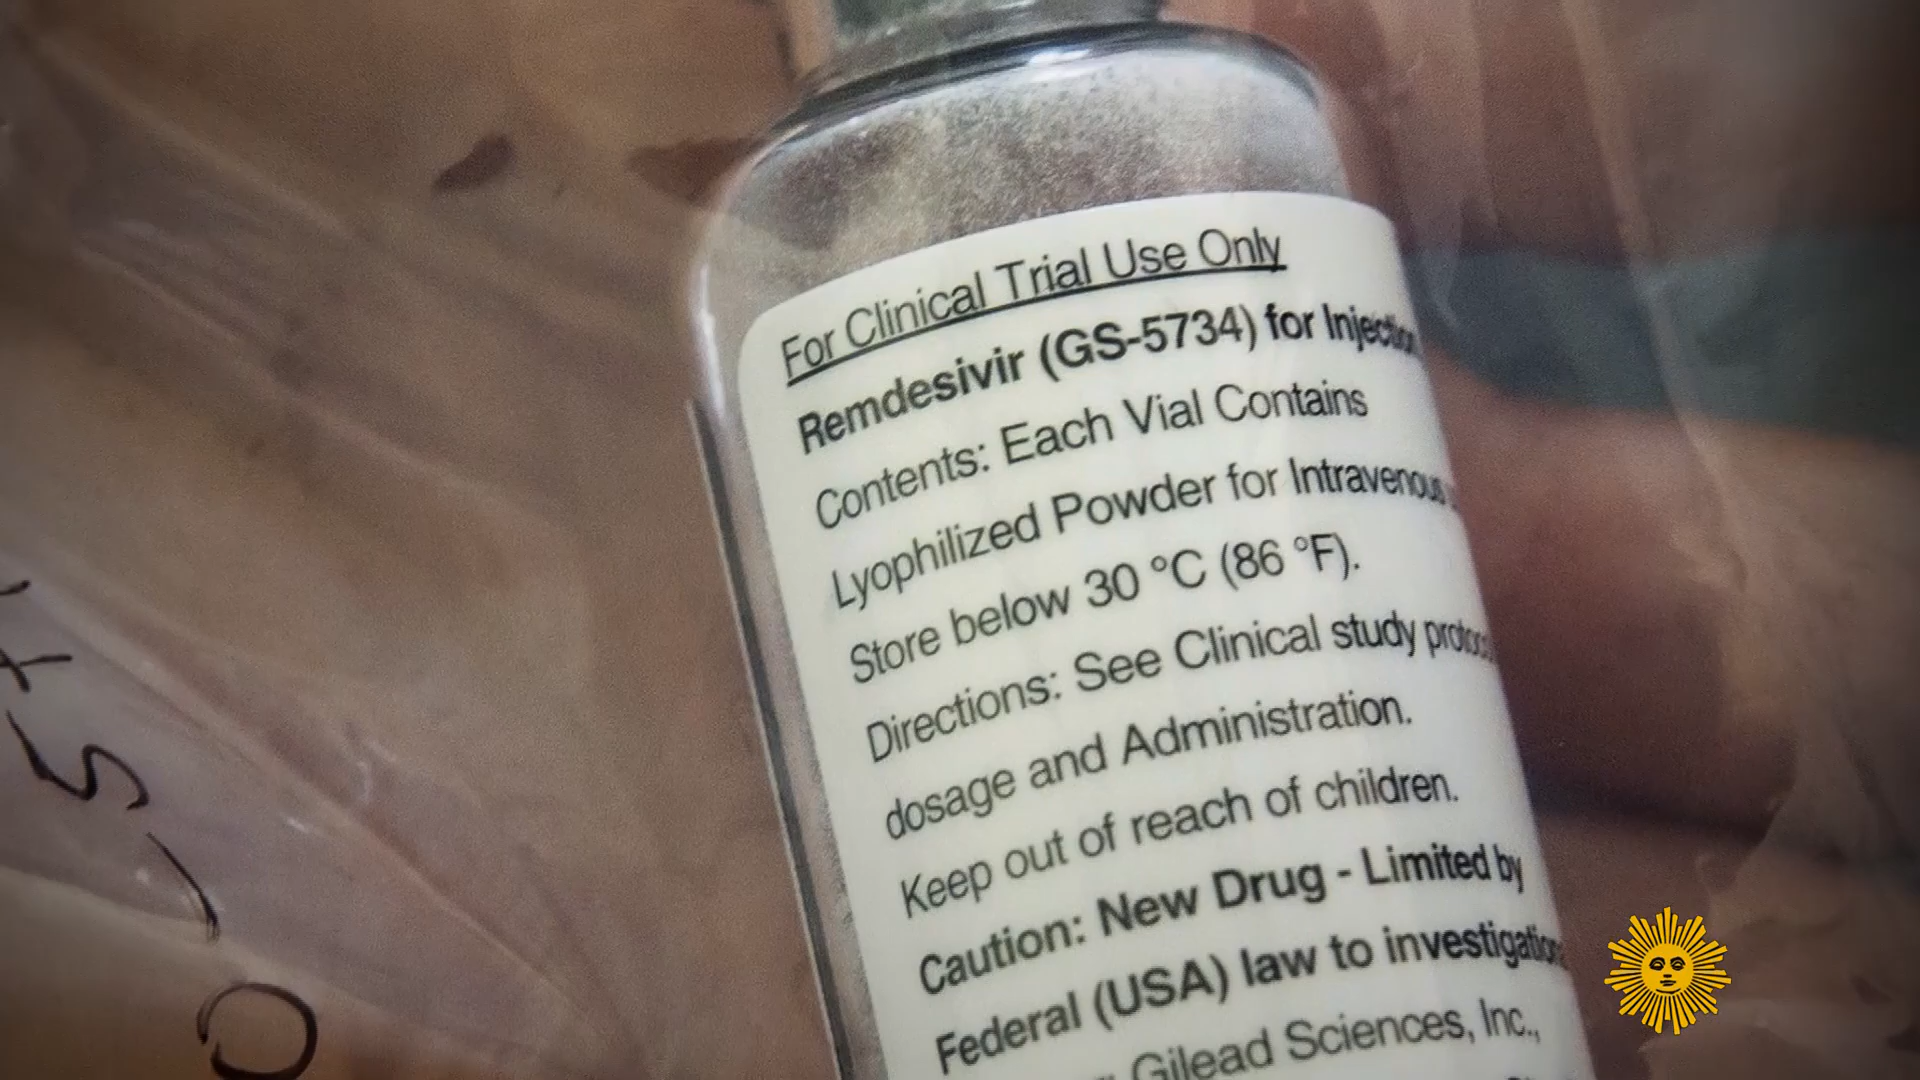 For Clinical Trial Use Only
Remdesivir (GS-5734) for Injection
Contents: Each Vial Contains
Lyophilized Powder for Intravenous
Store below 30 °C (86 °F).
Directions: See Clinical study protoc
dosage and Administration.
Keep out of reach of children.
Caution: New Drug - Limited by
Federal (USA) law to investigation
Gilead Sciences, Inc.,